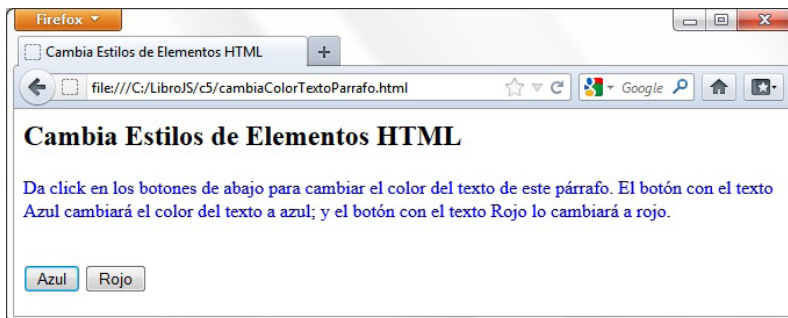 Firefox
Cambia Estilos de Elementos HTML
file:///C:/LibroJS/c5/cambiaColorTextoParrafo.html
Google
Cambia Estilos de Elementos HTML
Da click en los botones de abajo para cambiar el color del texto de este párrafo. El botón con el texto
Azul cambiará el color del texto a azul; y el botón con el texto Rojo lo cambiará a rojo.
Azul Rojo